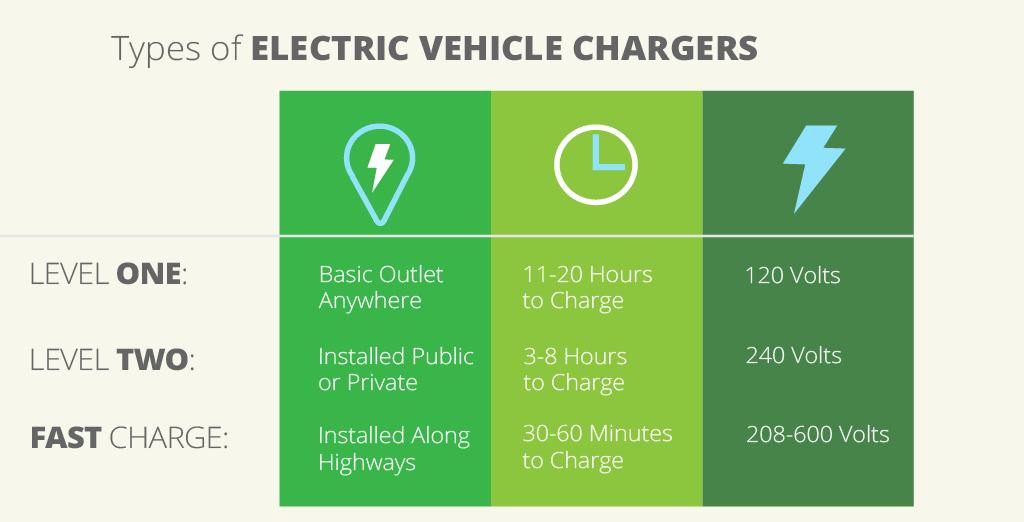 Types of ELECTRIC VEHICLE CHARGERS
LEVEL ONE:
Basic Outlet
Anywhere
11-20 Hours
to Charge
120 Volts
LEVEL TWO:
Installed Public
or Private
3-8 Hours
to Charge
240 Volts
FAST CHARGE:
Installed Along
Highways
30-60 Minutes
to Charge
208-600 Volts